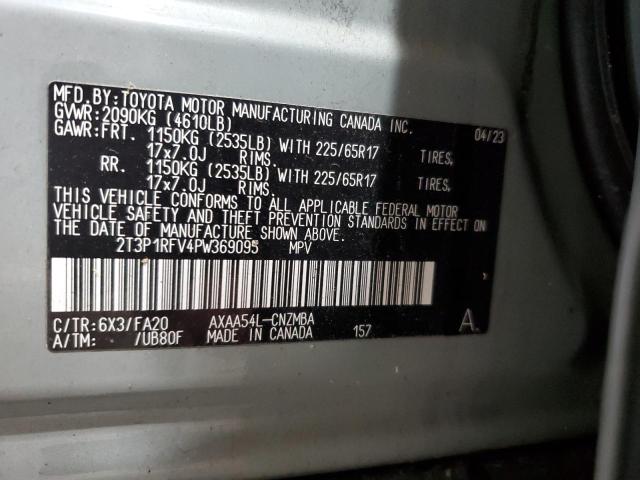 MFD. BY: TOYOTA MOTOR MANUFACTURING CANADA INC.
GVWR: 2090KG (4610LB) 04/23
GAWR: FRT. 1150KG (2535LB) WITH 225/65R17 TIRES,
17x7.0J RIMS.
RR. 1150KG (2535LB) WITH 225/65R17 TIRES,
17x7.0J RIMS.
THIS VEHICLE CONFORMS TO ALL APPLICABLE FEDERAL MOTOR
VEHICLE SAFETY AND THEFT PREVENTION STANDARDS IN EFFECT ON
THE DATE OF MANUFACTURE SHOWN ABOVE.
2T3P1RFV4PW369095 MPV
C/TR: 6X3/FA20 AXAA54L-CNZMBA
A/TM: /UB80F MADE IN CANADA 157 A.